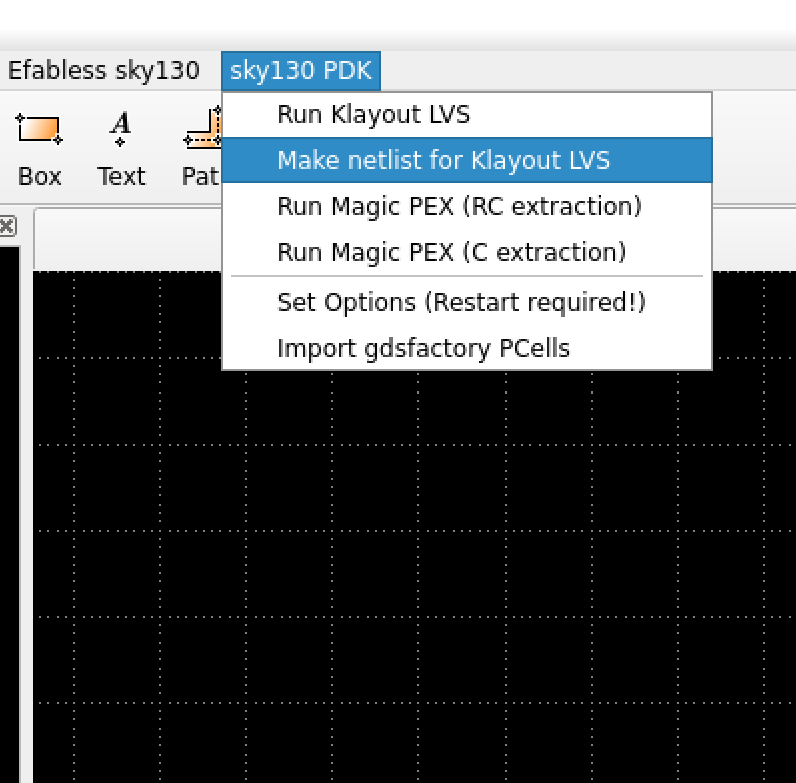 Efabless sky130 sky130 PDK
Box Text Pat
Run Klayout LVS
Make netlist for Klayout LVS
Run Magic PEX (RC extraction)
Run Magic PEX (C extraction)
Set Options (Restart required!)
Import gdsfactory PCells